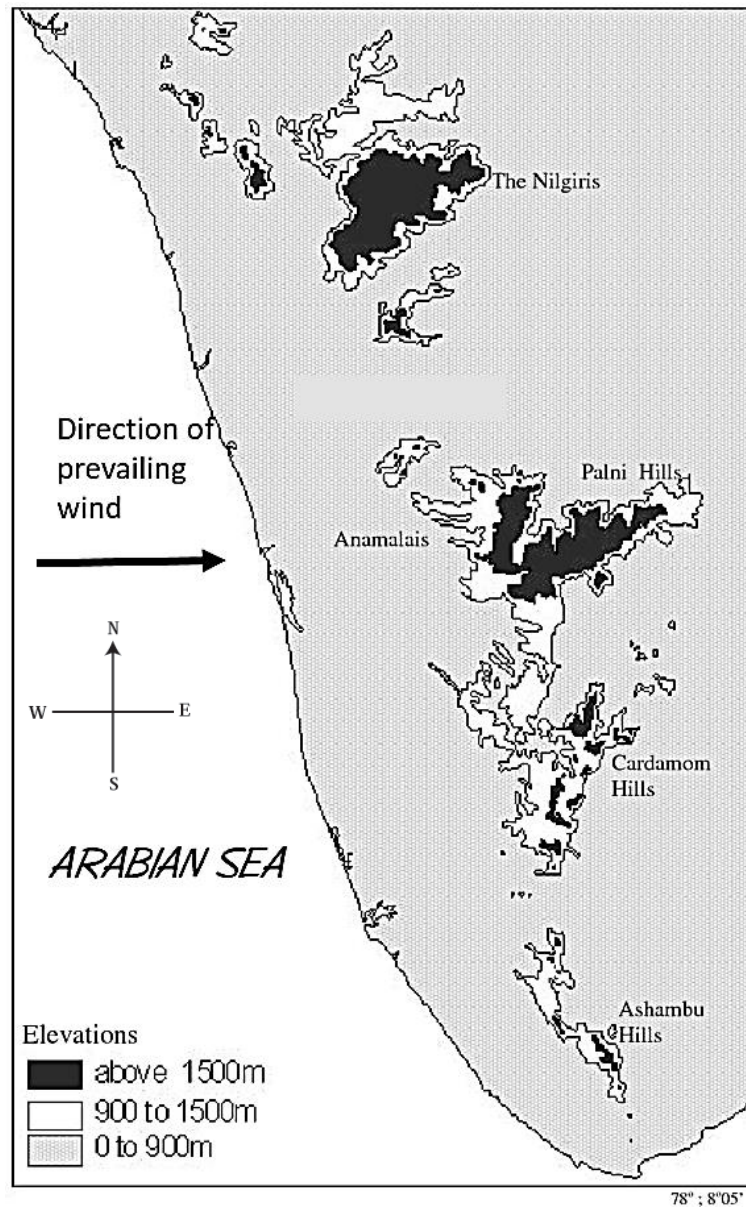 The Nilgiris
Direction of
prevailing
wind
Palni Hills
Anamalais
N
W
E
S
Cardamom
Hills
ARABIAN SEA
Ashambu
Hills
Elevations
above 1500m
900 to 1500m
0 to 900m
78° ; 8°05'